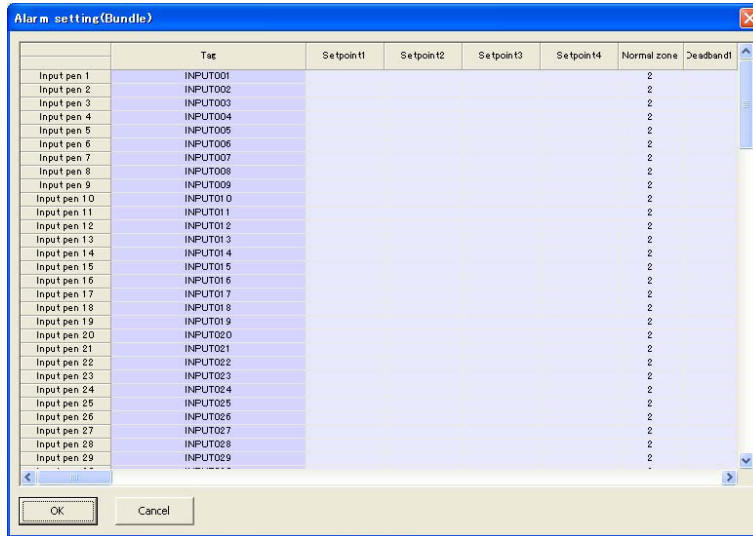 Alarm setting(Bundle)
Tag Setpoint1 Setpoint2 Setpoint3 Setpoint4 Normal zone Deadband1
Input pen 1 INPUT001 2
Input pen 2 INPUT002 2
Input pen 3 INPUT003 2
Input pen 4 INPUT004 2
Input pen 5 INPUT005 2
Input pen 6 INPUT006 2
Input pen 7 INPUT007 2
Input pen 8 INPUT008 2
Input pen 9 INPUT009 2
Input pen 10 INPUT010 2
Input pen 11 INPUT011 2
Input pen 12 INPUT012 2
Input pen 13 INPUT013 2
Input pen 14 INPUT014 2
Input pen 15 INPUT015 2
Input pen 16 INPUT016 2
Input pen 17 INPUT017 2
Input pen 18 INPUT018 2
Input pen 19 INPUT019 2
Input pen 20 INPUT020 2
Input pen 21 INPUT021 2
Input pen 22 INPUT022 2
Input pen 23 INPUT023 2
Input pen 24 INPUT024 2
Input pen 25 INPUT025 2
Input pen 26 INPUT026 2
Input pen 27 INPUT027 2
Input pen 28 INPUT028 2
Input pen 29 INPUT029 2
OK Cancel